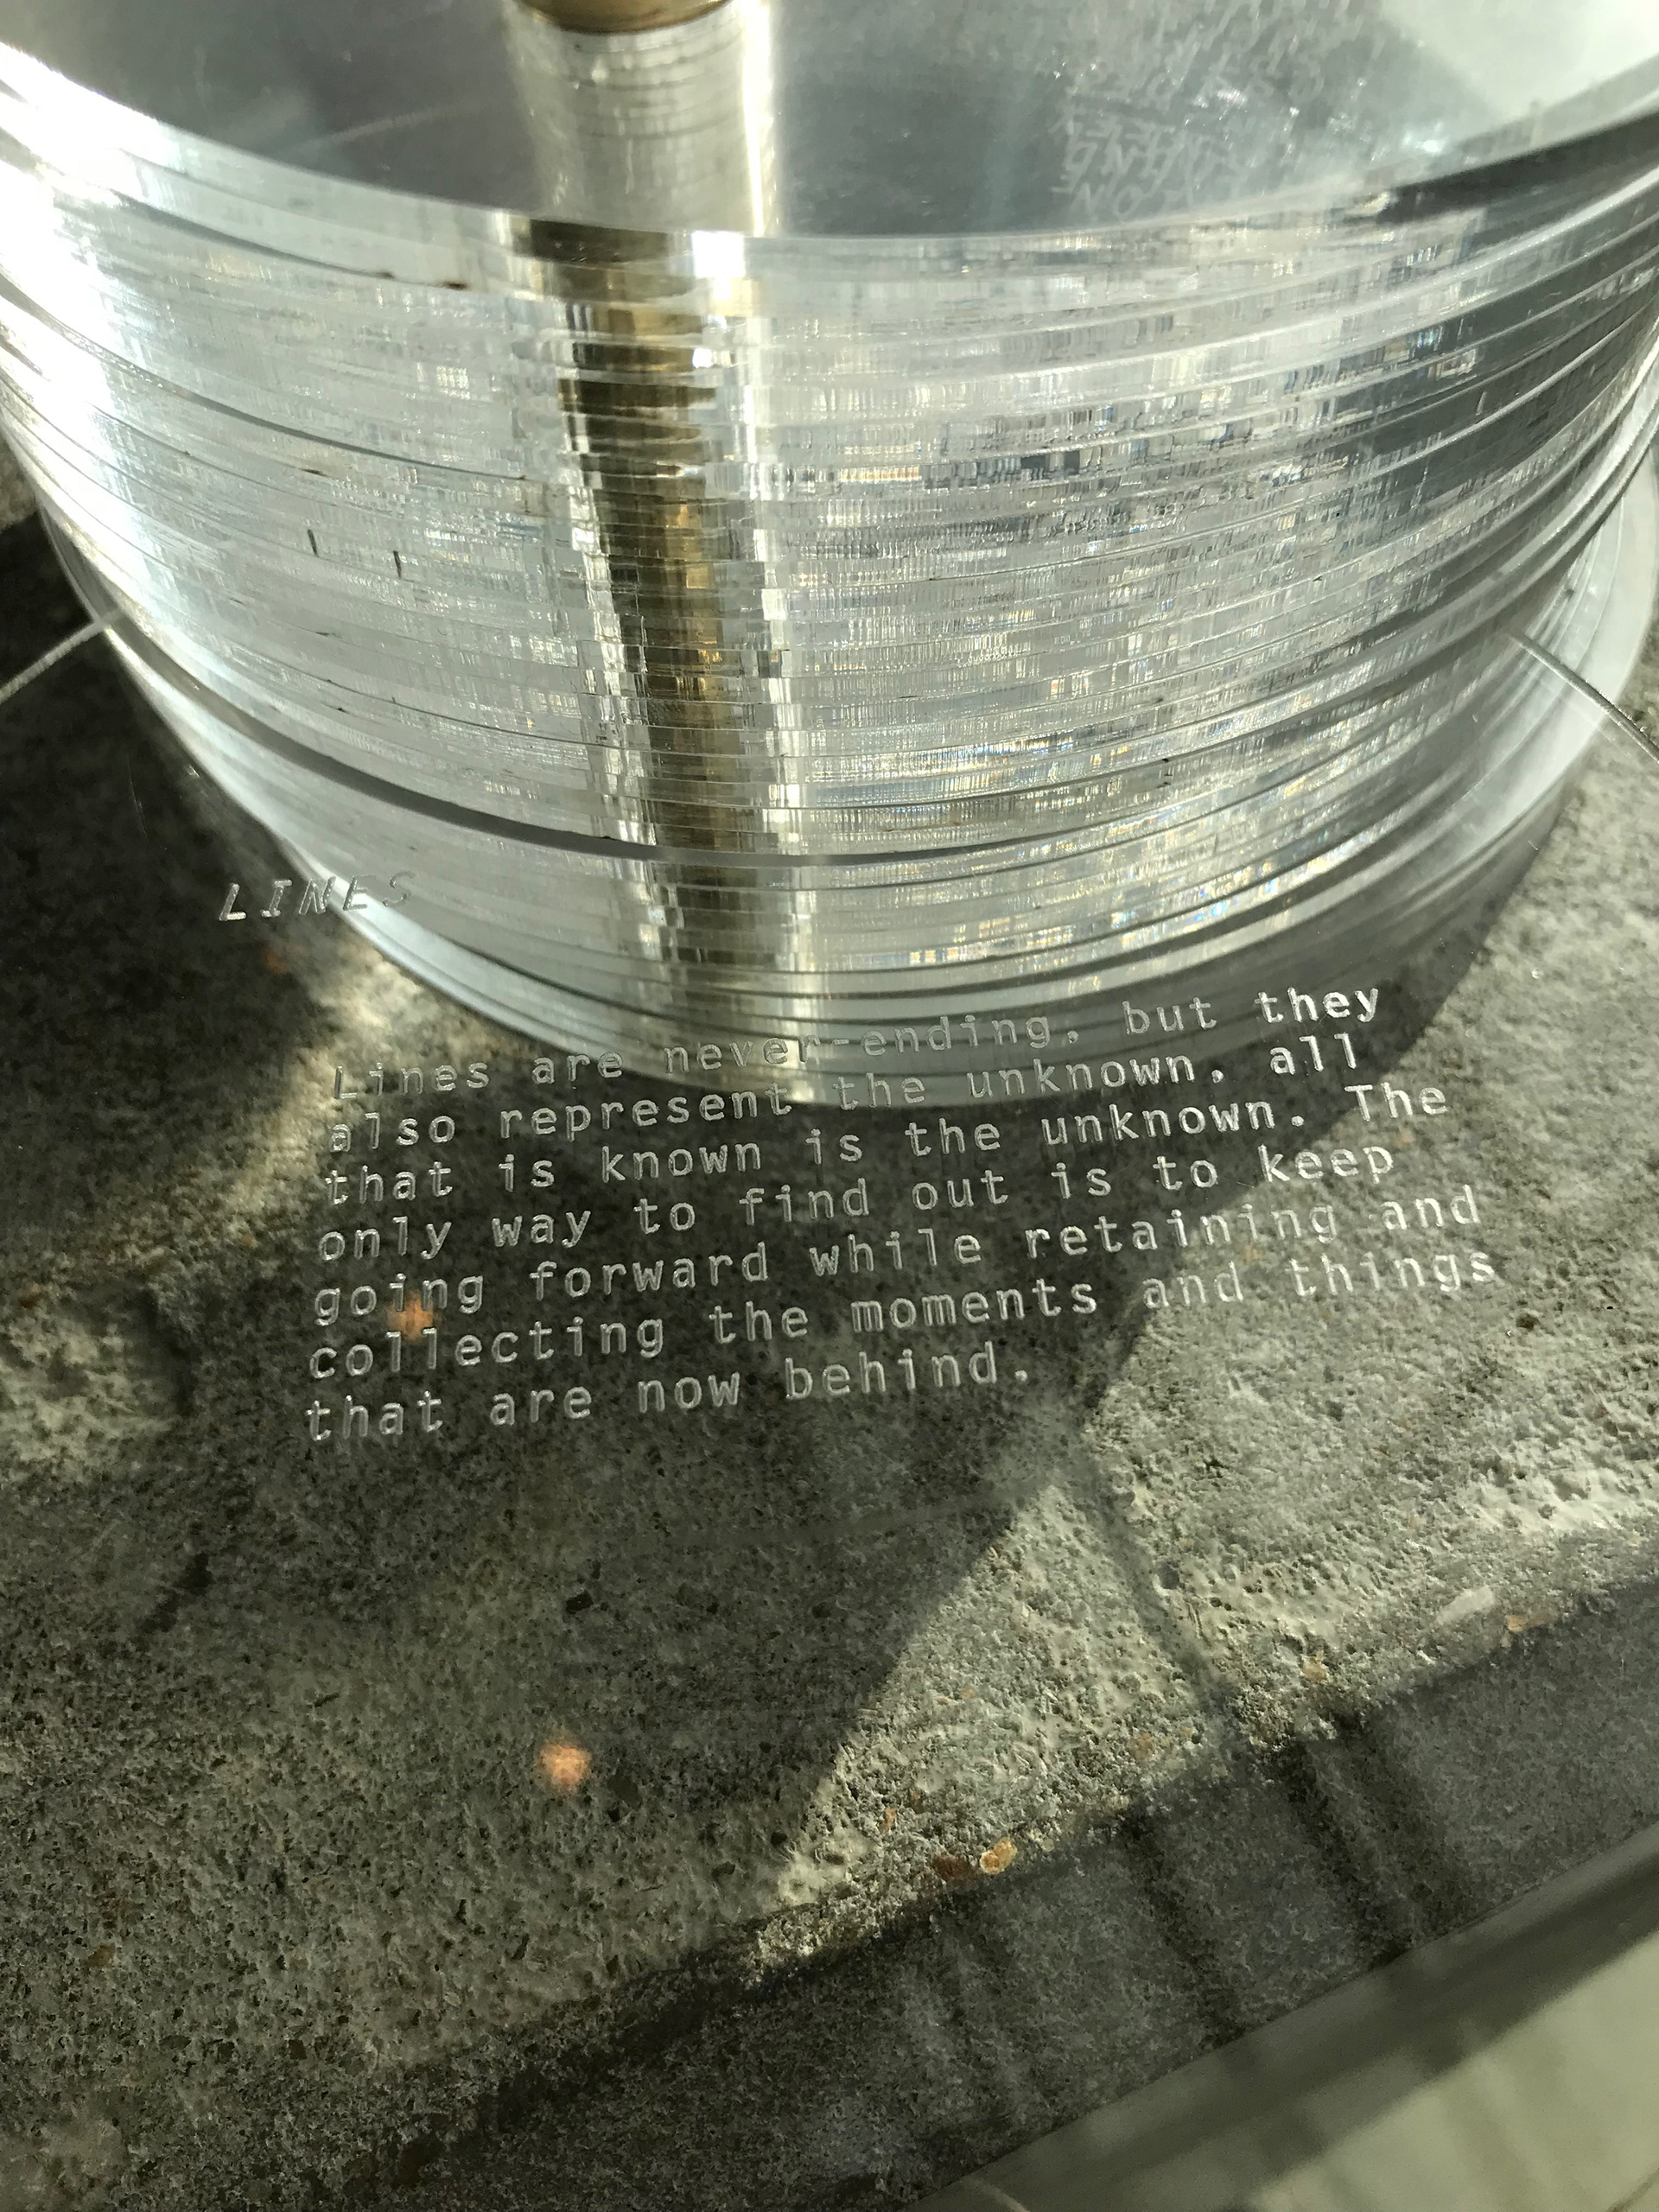 LINES
Lines are never-ending, but they
also represent the unknown, all
that is known is the unknown. The
only way to find out is to keep
going forward while retaining and
collecting the moments and things
that are now behind.